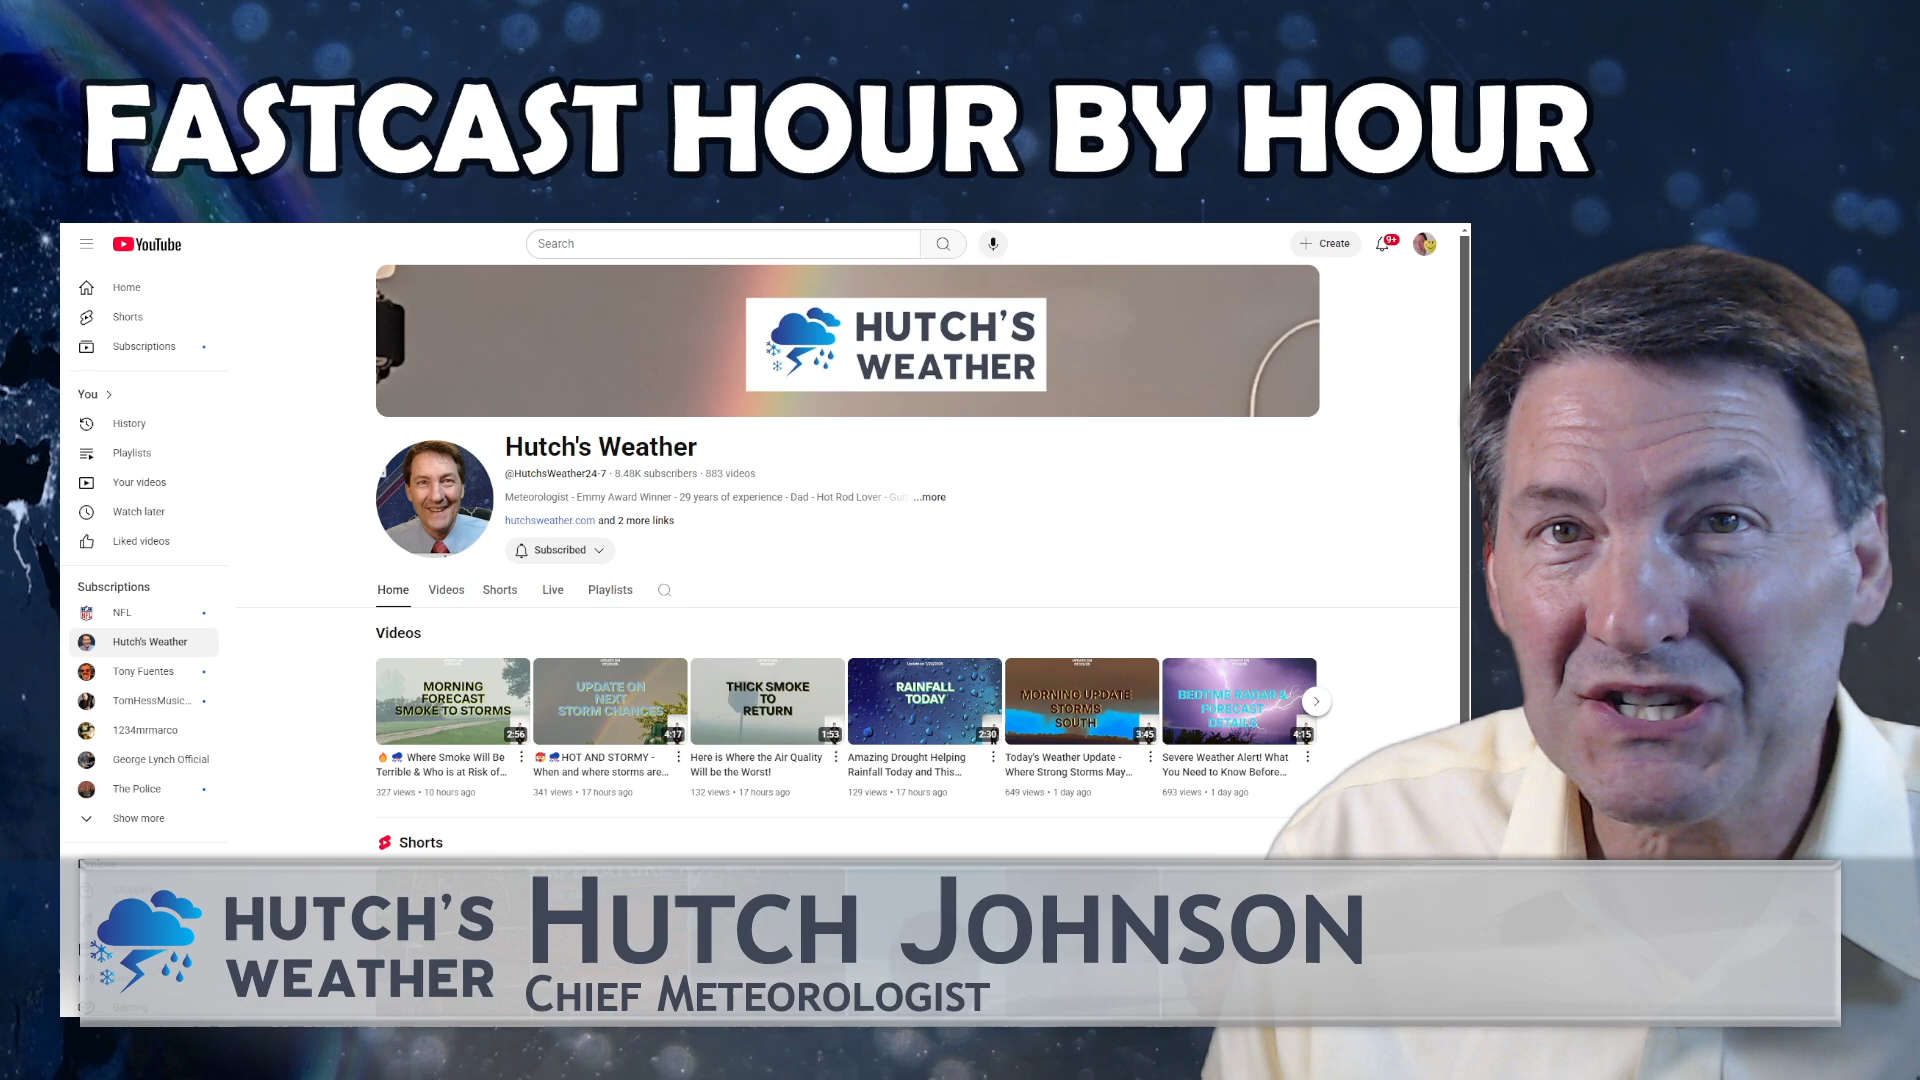 FASTCAST HOUR BY HOUR
YouTube
Search
Create
9+
Home
Shorts
Subscriptions
You
History
Playlists
Your videos
Watch later
Liked videos
Subscriptions
NFL
Hutch's Weather
Tony Fuentes
TomHessMusic...
1234mrmarco
George Lynch Official
The Police
Show more
HUTCH'S
WEATHER
Hutch's Weather
@HutchsWeather24-7 · 8.48K subscribers · 883 videos
Meteorologist - Emmy Award Winner - 29 years of experience - Dad - Hot Rod Lover - ...more
hutchsweather.com and 2 more links
Subscribed
Home Videos Shorts Live Playlists
Videos
MORNING
FORECAST
SMOKE TO STORMS
2:56
Where Smoke Will Be
Terrible & Who is at Risk of...
327 views • 10 hours ago
UPDATE ON
NEXT
STORM CHANCES
4:17
HOT AND STORMY -
When and where storms are...
341 views • 17 hours ago
THICK SMOKE
TO
RETURN
1:53
Here is Where the Air Quality
Will be the Worst!
132 views • 17 hours ago
RAINFALL
TODAY
2:30
Amazing Drought Helping
Rainfall Today and This...
129 views • 17 hours ago
MORNING UPDATE
STORMS
SOUTH
3:45
Today's Weather Update -
Where Strong Storms May...
649 views • 1 day ago
BEDTIME RADAR &
FORECAST
DETAILS
4:15
Severe Weather Alert! What
You Need to Know Before...
693 views • 1 day ago
Shorts
HUTCH'S
WEATHER
HUTCH JOHNSON
CHIEF METEOROLOGIST
Gaming